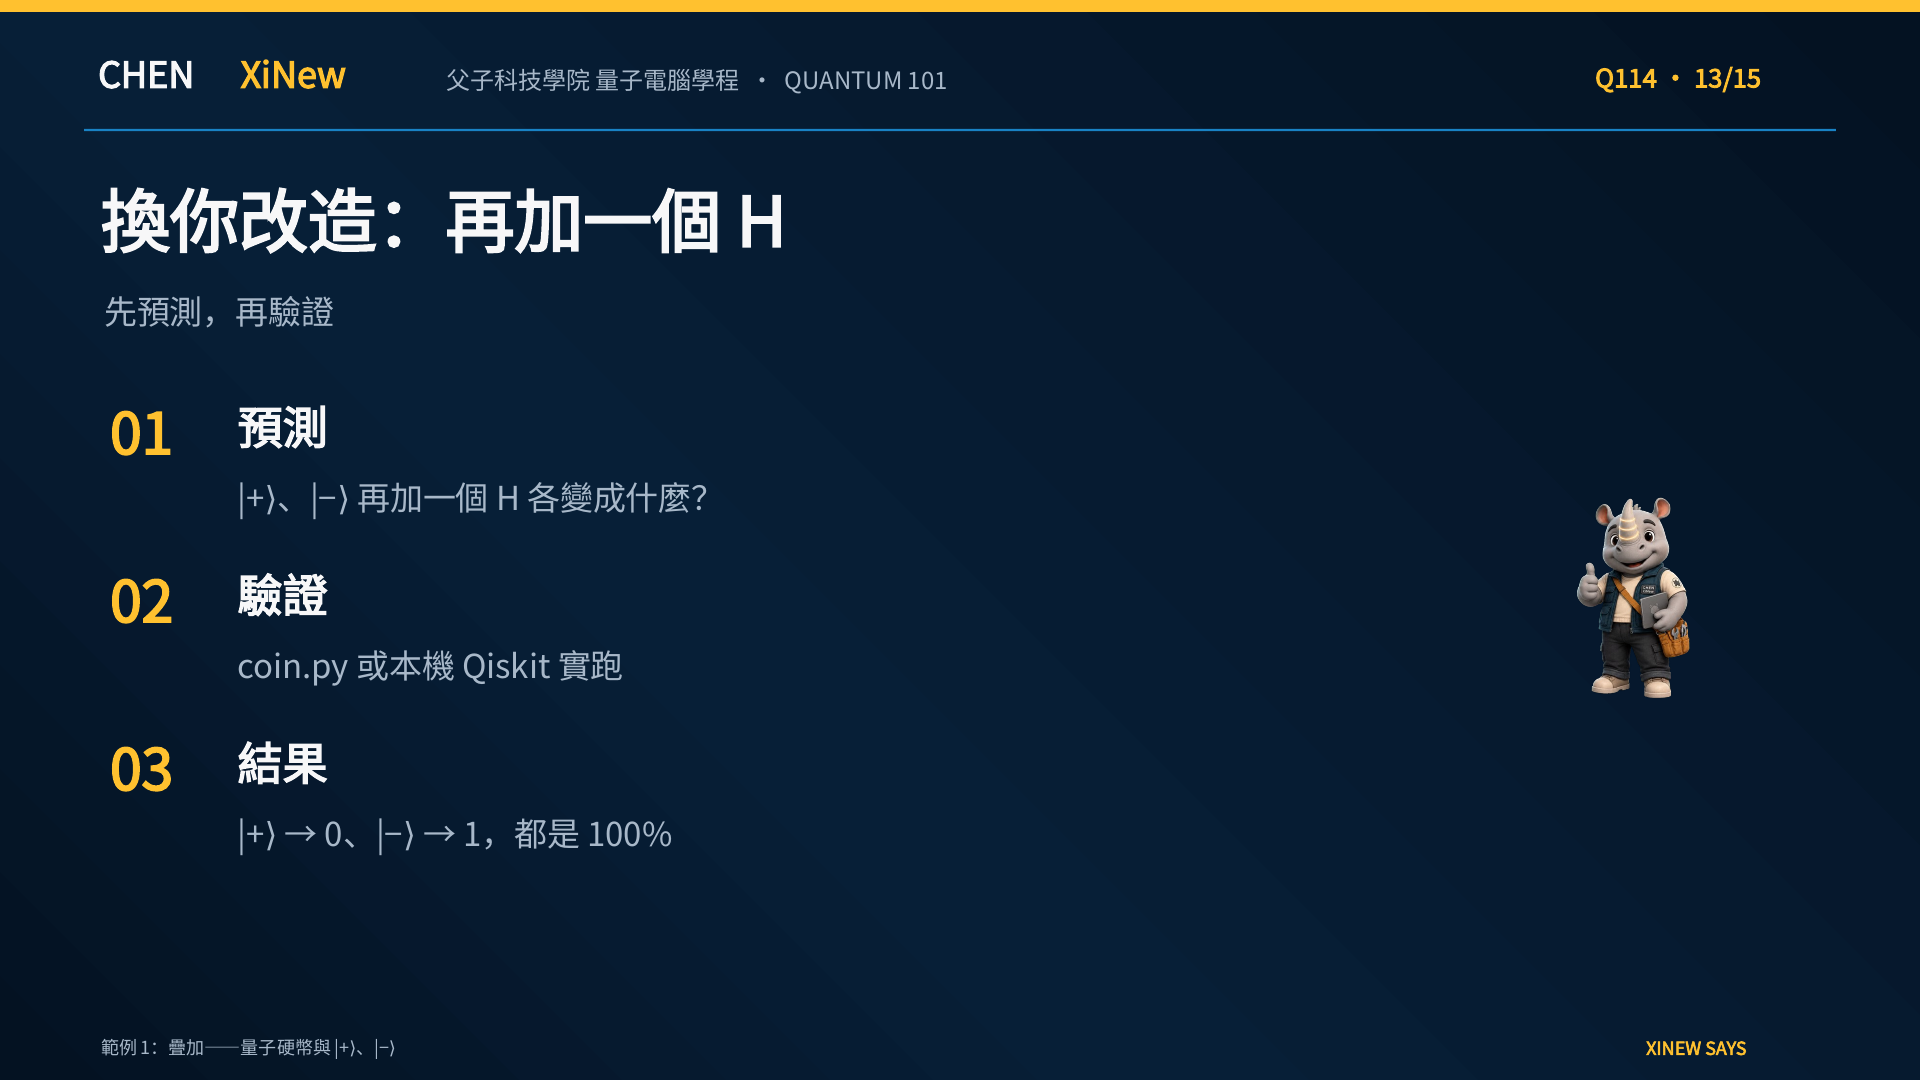 CHEN XiNew 父子科技學院 量子電腦學程 • QUANTUM 101 Q114 • 13/15
換你改造：再加一個 H
先預測，再驗證
01 預測
|+⟩、|−⟩ 再加一個 H 各變成什麼？
02 驗證
coin.py 或本機 Qiskit 實跑
03 結果
|+⟩ → 0、|−⟩ → 1，都是 100%
範例 1：疊加——量子硬幣與 |+⟩、|−⟩ XINEW SAYS